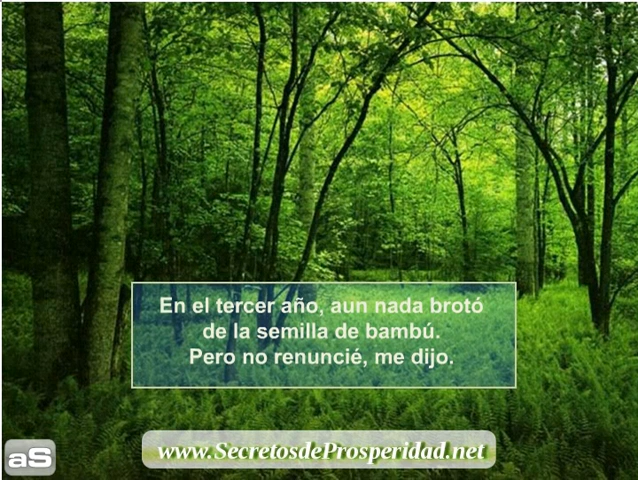 En el tercer año, aun nada brotó
de la semilla de bambú.
Pero no renuncié, me dijo.
www.SecretosdeProsperidad.net
aS